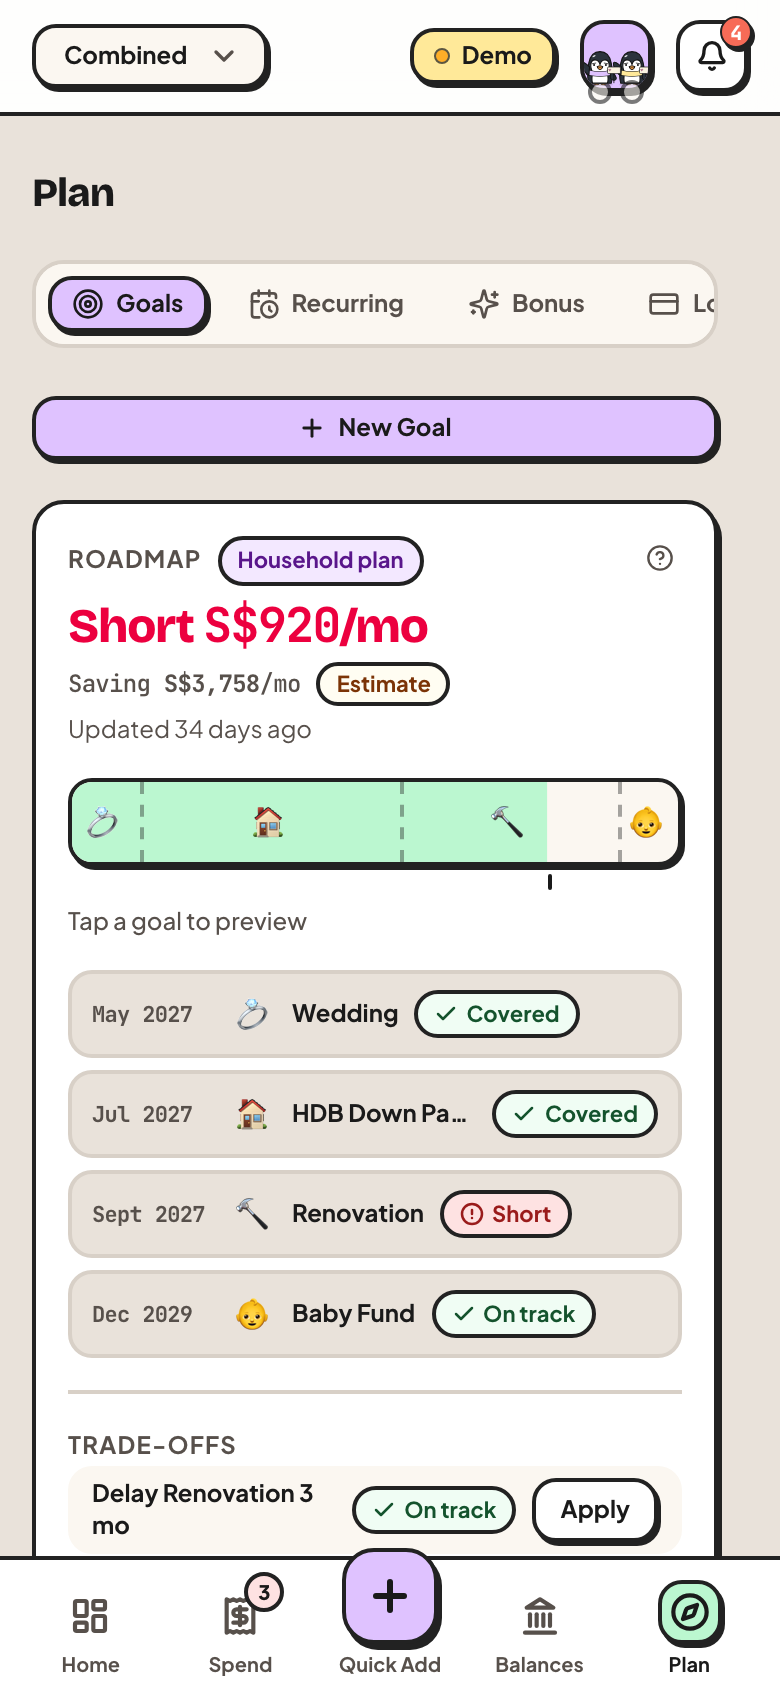 Combined
Demo
4
Plan
Goals
Recurring
Bonus
Lo
New Goal
ROADMAP
Household plan
Short S$920/mo
Saving S$3,758/mo
Estimate
Updated 34 days ago
Tap a goal to preview
May 2027
Wedding
Covered
Jul 2027
HDB Down Pa...
Covered
Sept 2027
Renovation
Short
Dec 2029
Baby Fund
On track
TRADE-OFFS
Delay Renovation 3
mo
On track
Apply
3
Home
Spend
Quick Add
Balances
Plan